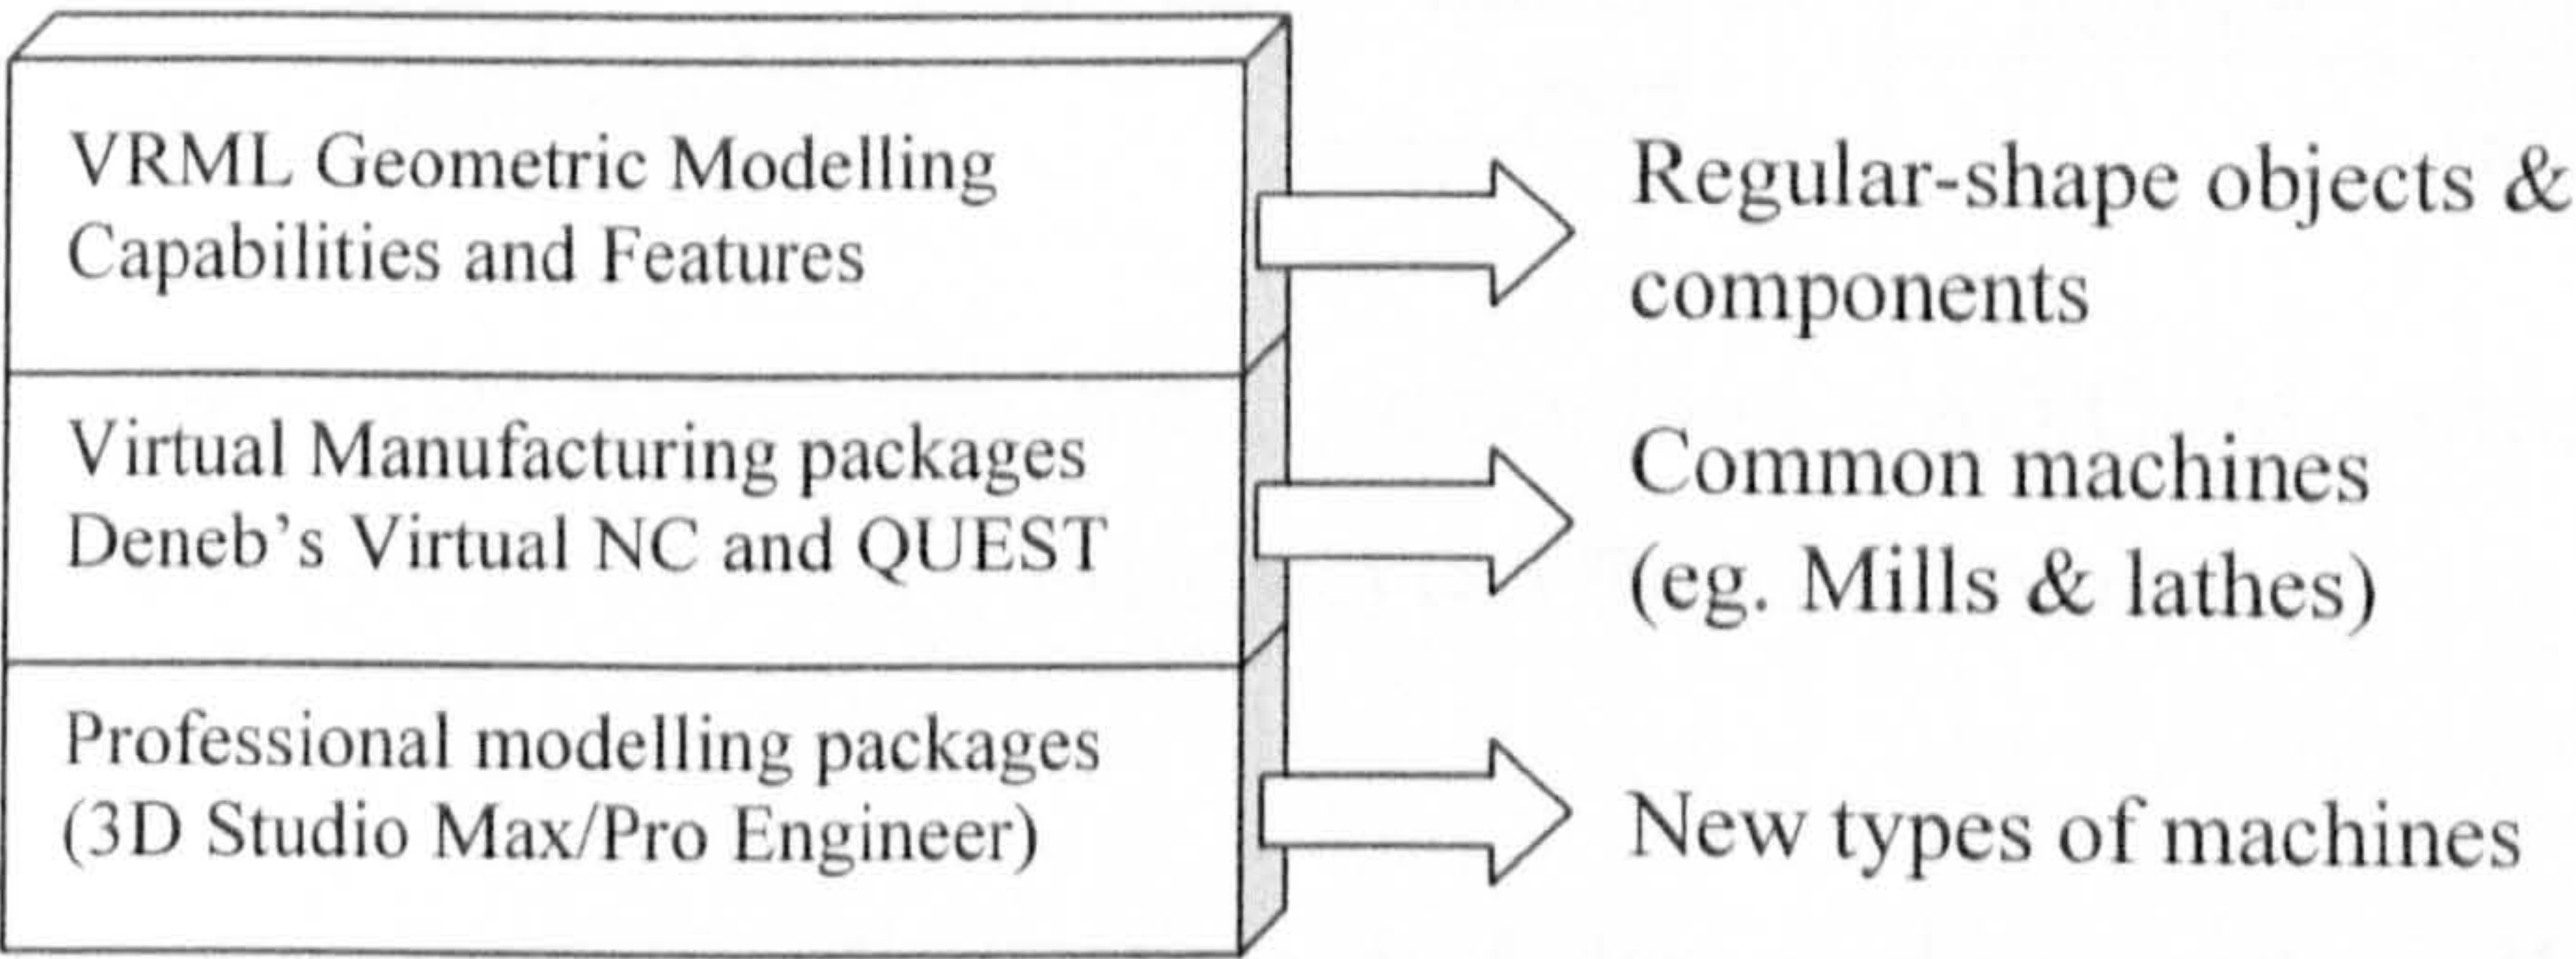 VRML Geometric Modelling
Capabilities and Features
Regular-shape objects &
components
Virtual Manufacturing packages
Deneb's Virtual NC and QUEST
Common machines
(eg. Mills & lathes)
Professional modelling packages
(3D Studio Max/Pro Engineer)
New types of machines